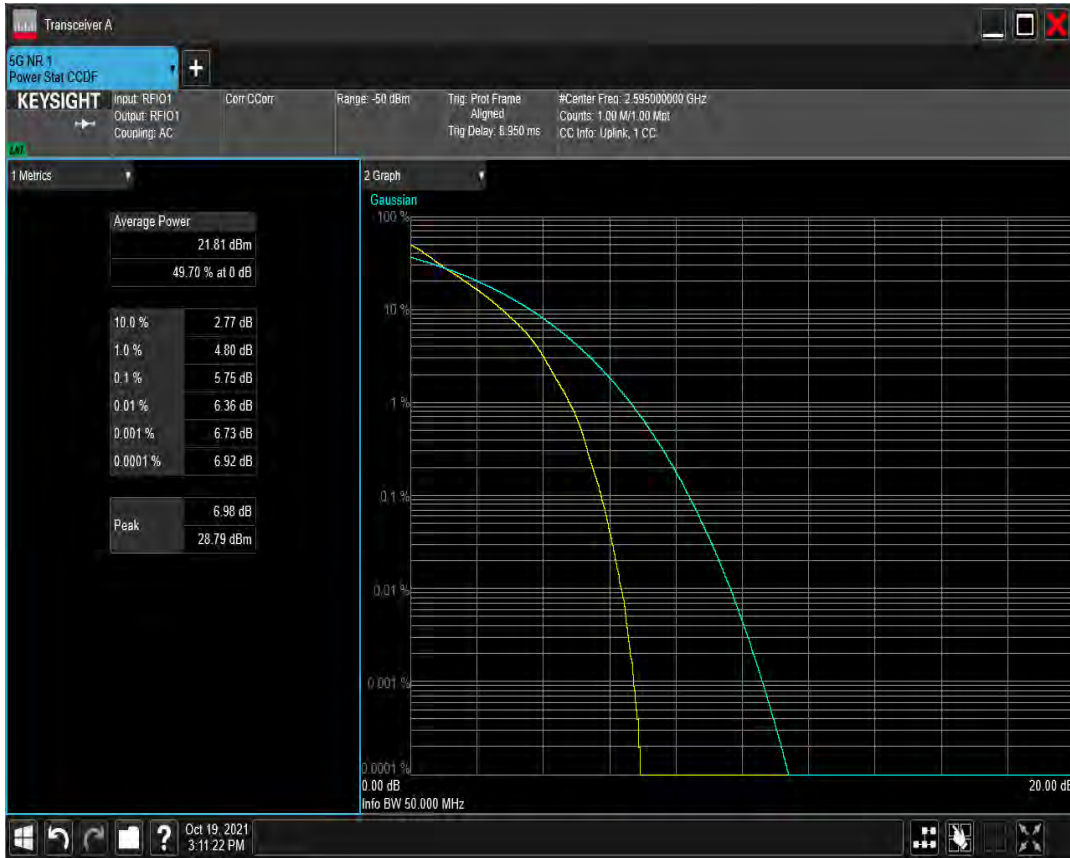 Transceiver A
5G NR 1
Power Stat CCDF
+
KEYSIGHT
Input: RFIO1
Output: RFIO1
Coupling: AC
Corr CCorr
Range: -50 dBm
Trig: Prot Frame
Aligned
Trig Delay: 8.950 ms
#Center Freq: 2.595000000 GHz
Counts: 1.00 M/1.00 Mpt
CC Info: Uplink, 1 CC
1 Metrics
Average Power
21.81 dBm
49.70 % at 0 dB
10.0 % 2.77 dB
1.0 % 4.80 dB
0.1 % 5.75 dB
0.01 % 6.36 dB
0.001 % 6.73 dB
0.0001 % 6.92 dB
Peak
6.98 dB
28.79 dBm
2 Graph
Gaussian
100 %
10 %
1 %
0.1 %
0.01 %
0.001 %
0.0001 %
0.00 dB
20.00 dB
Info BW 50.000 MHz
?
Oct 19, 2021
3:11:22 PM